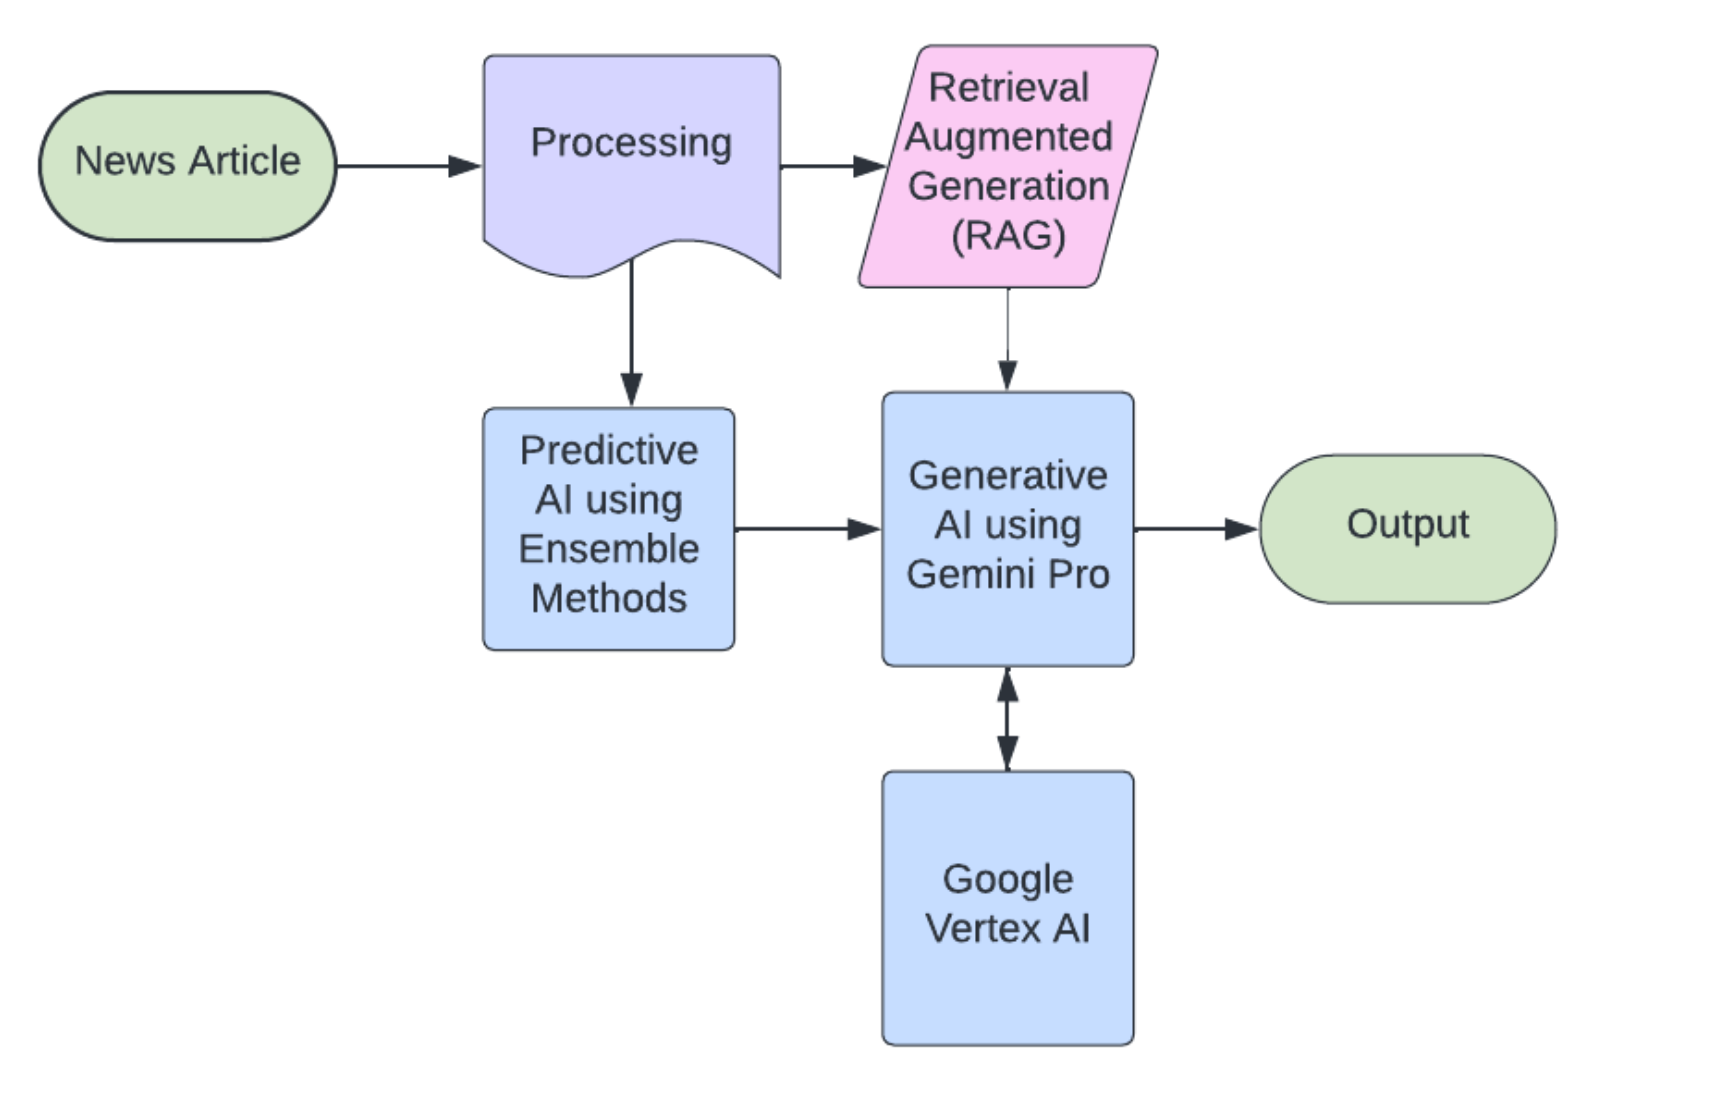 News Article
Processing
Retrieval
Augmented
Generation
(RAG)
Predictive
AI using
Ensemble
Methods
Generative
AI using
Gemini Pro
Output
Google
Vertex AI